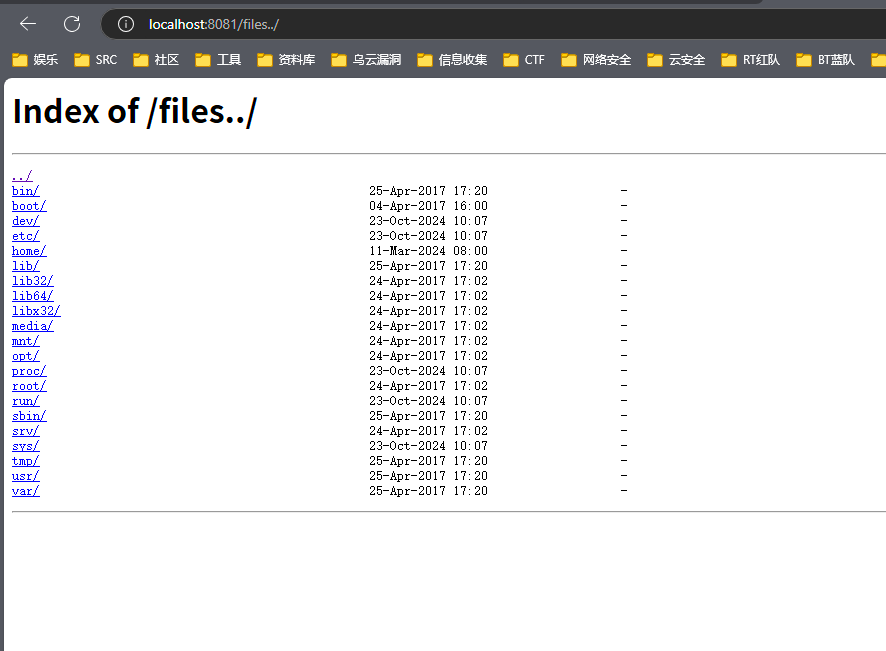 localhost:8081/files../
娱乐 SRC 社区 工具 资料库 乌云漏洞 信息收集 CTF 网络安全 云安全 RT红队 BT蓝队
Index of /files../
../
bin/ 25-Apr-2017 17:20 -
boot/ 04-Apr-2017 16:00 -
dev/ 23-Oct-2024 10:07 -
etc/ 23-Oct-2024 10:07 -
home/ 11-Mar-2024 08:00 -
lib/ 25-Apr-2017 17:20 -
lib32/ 24-Apr-2017 17:02 -
lib64/ 24-Apr-2017 17:02 -
libx32/ 24-Apr-2017 17:02 -
media/ 24-Apr-2017 17:02 -
mnt/ 24-Apr-2017 17:02 -
opt/ 24-Apr-2017 17:02 -
proc/ 23-Oct-2024 10:07 -
root/ 24-Apr-2017 17:02 -
run/ 23-Oct-2024 10:07 -
sbin/ 25-Apr-2017 17:20 -
srv/ 24-Apr-2017 17:02 -
sys/ 23-Oct-2024 10:07 -
tmp/ 25-Apr-2017 17:20 -
usr/ 25-Apr-2017 17:20 -
var/ 25-Apr-2017 17:20 -